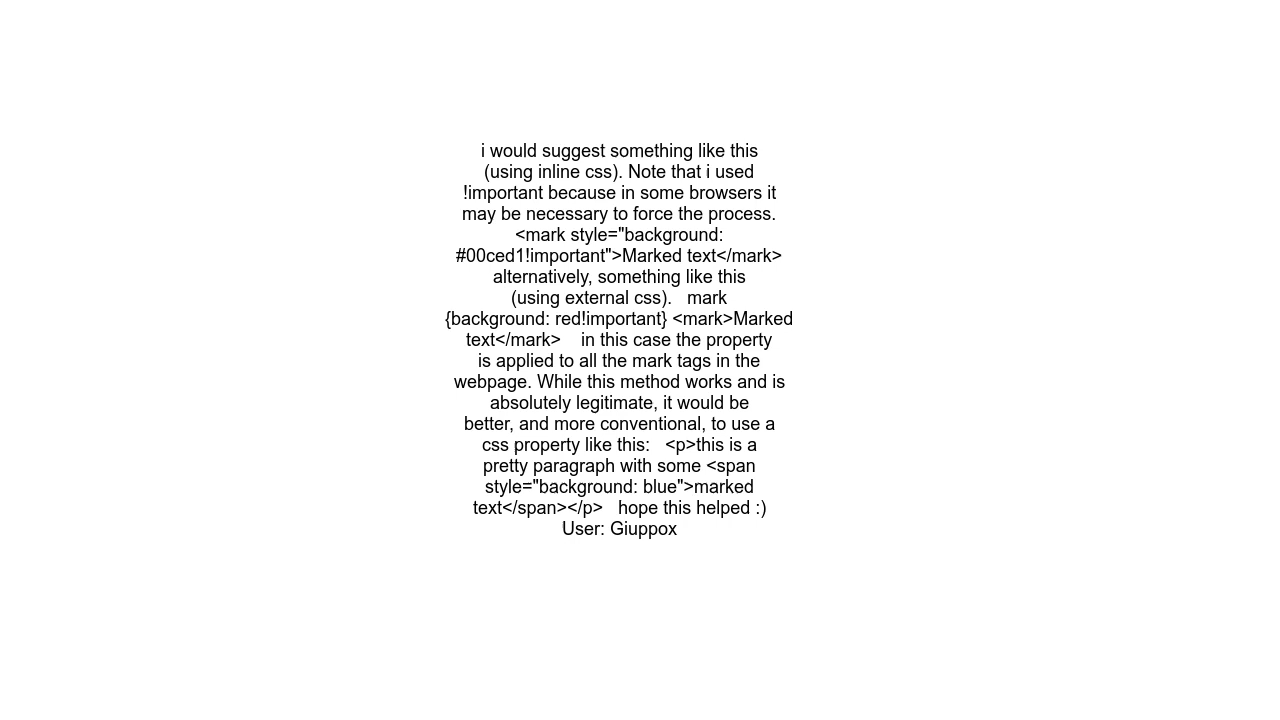 i would suggest something like this
(using inline css). Note that i used
!important because in some browsers it
may be necessary to force the process.
<mark style="background:
#00ced1!important">Marked text</mark>
alternatively, something like this
(using external css).   mark
{background: red!important} <mark>Marked
text</mark>    in this case the property
is applied to all the mark tags in the
webpage. While this method works and is
absolutely legitimate, it would be
better, and more conventional, to use a
css property like this:   <p>this is a
pretty paragraph with some <span
style="background: blue">marked
text</span></p>   hope this helped :)
User: Giuppox